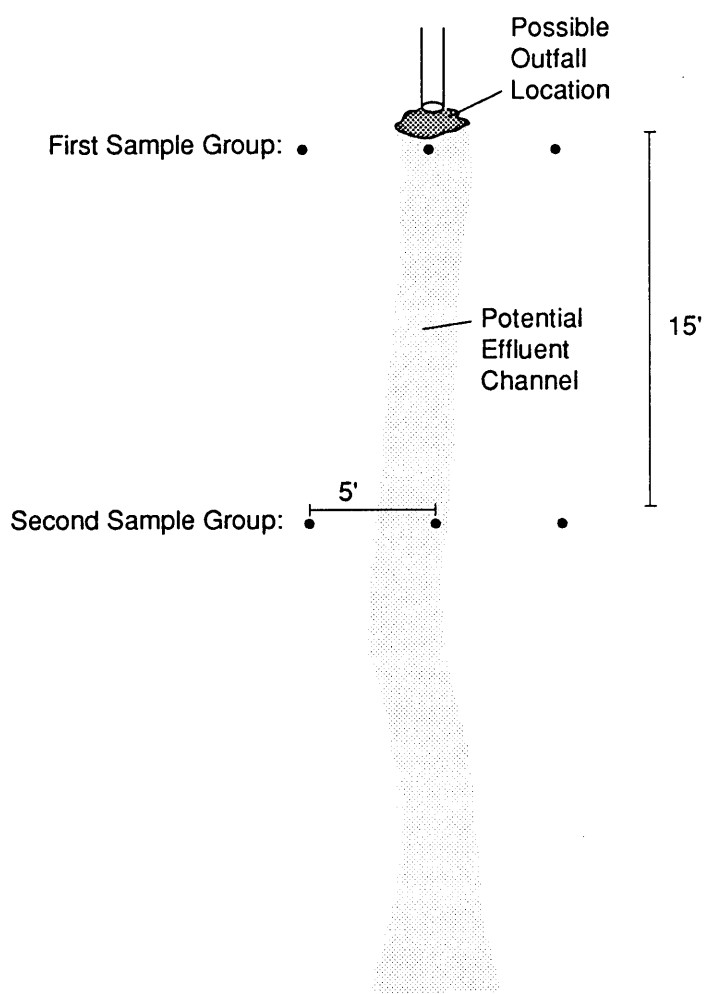 Possible
Outfall
Location
First Sample Group:
15'
Potential
Effluent
Channel
5'
Second Sample Group: